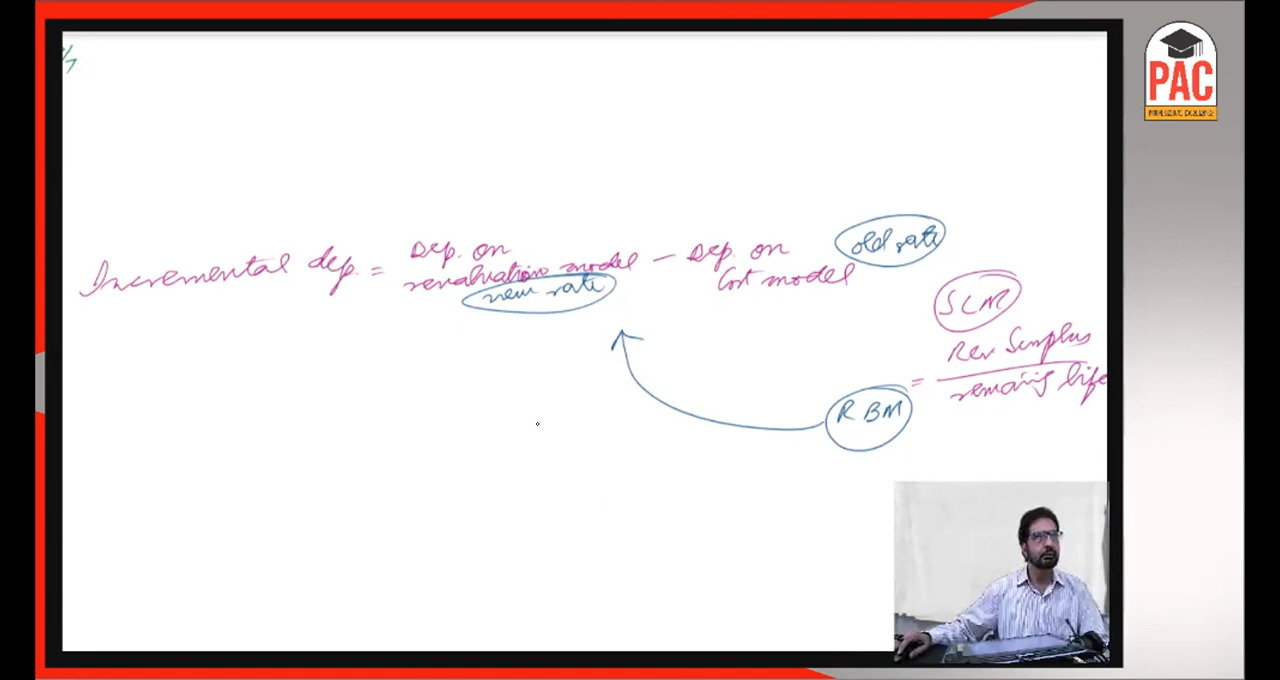 Incremental dep. = Dep. on revaluation model - Dep. on Cost model
new rate
old rate
SLM
= Rev Surplus
remaining life
RBM
PAC